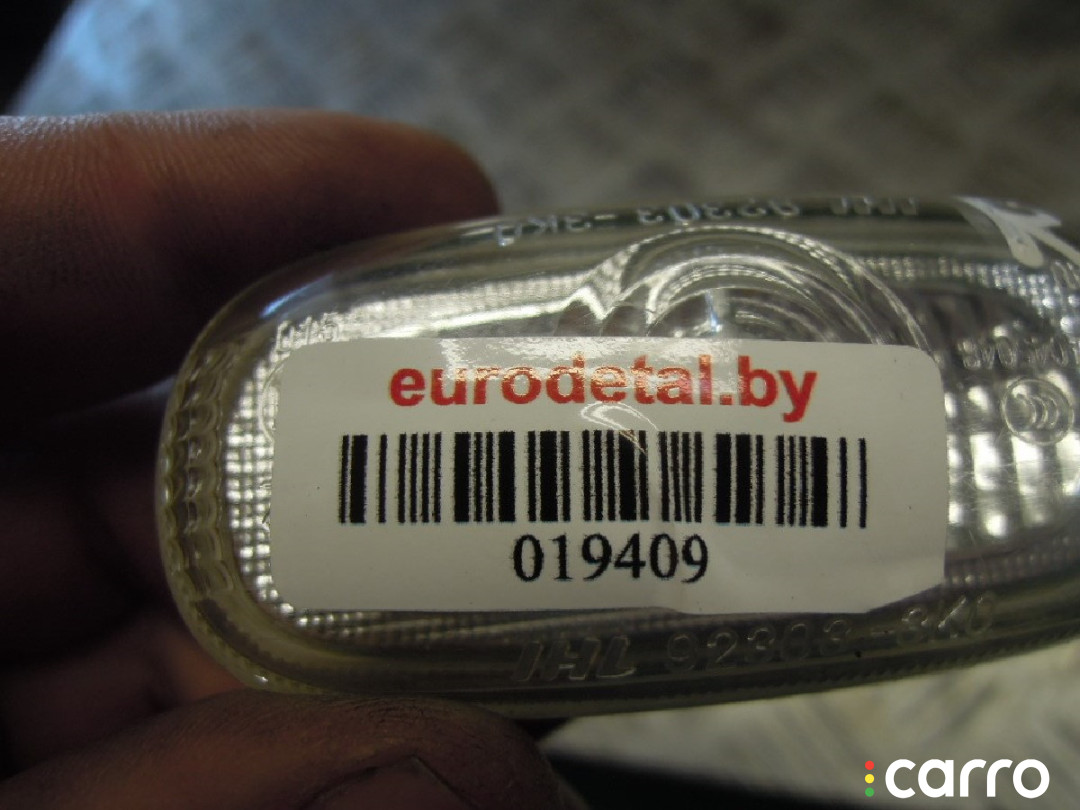 eurodetal.by
019409
IHL 92303-3K0
carro